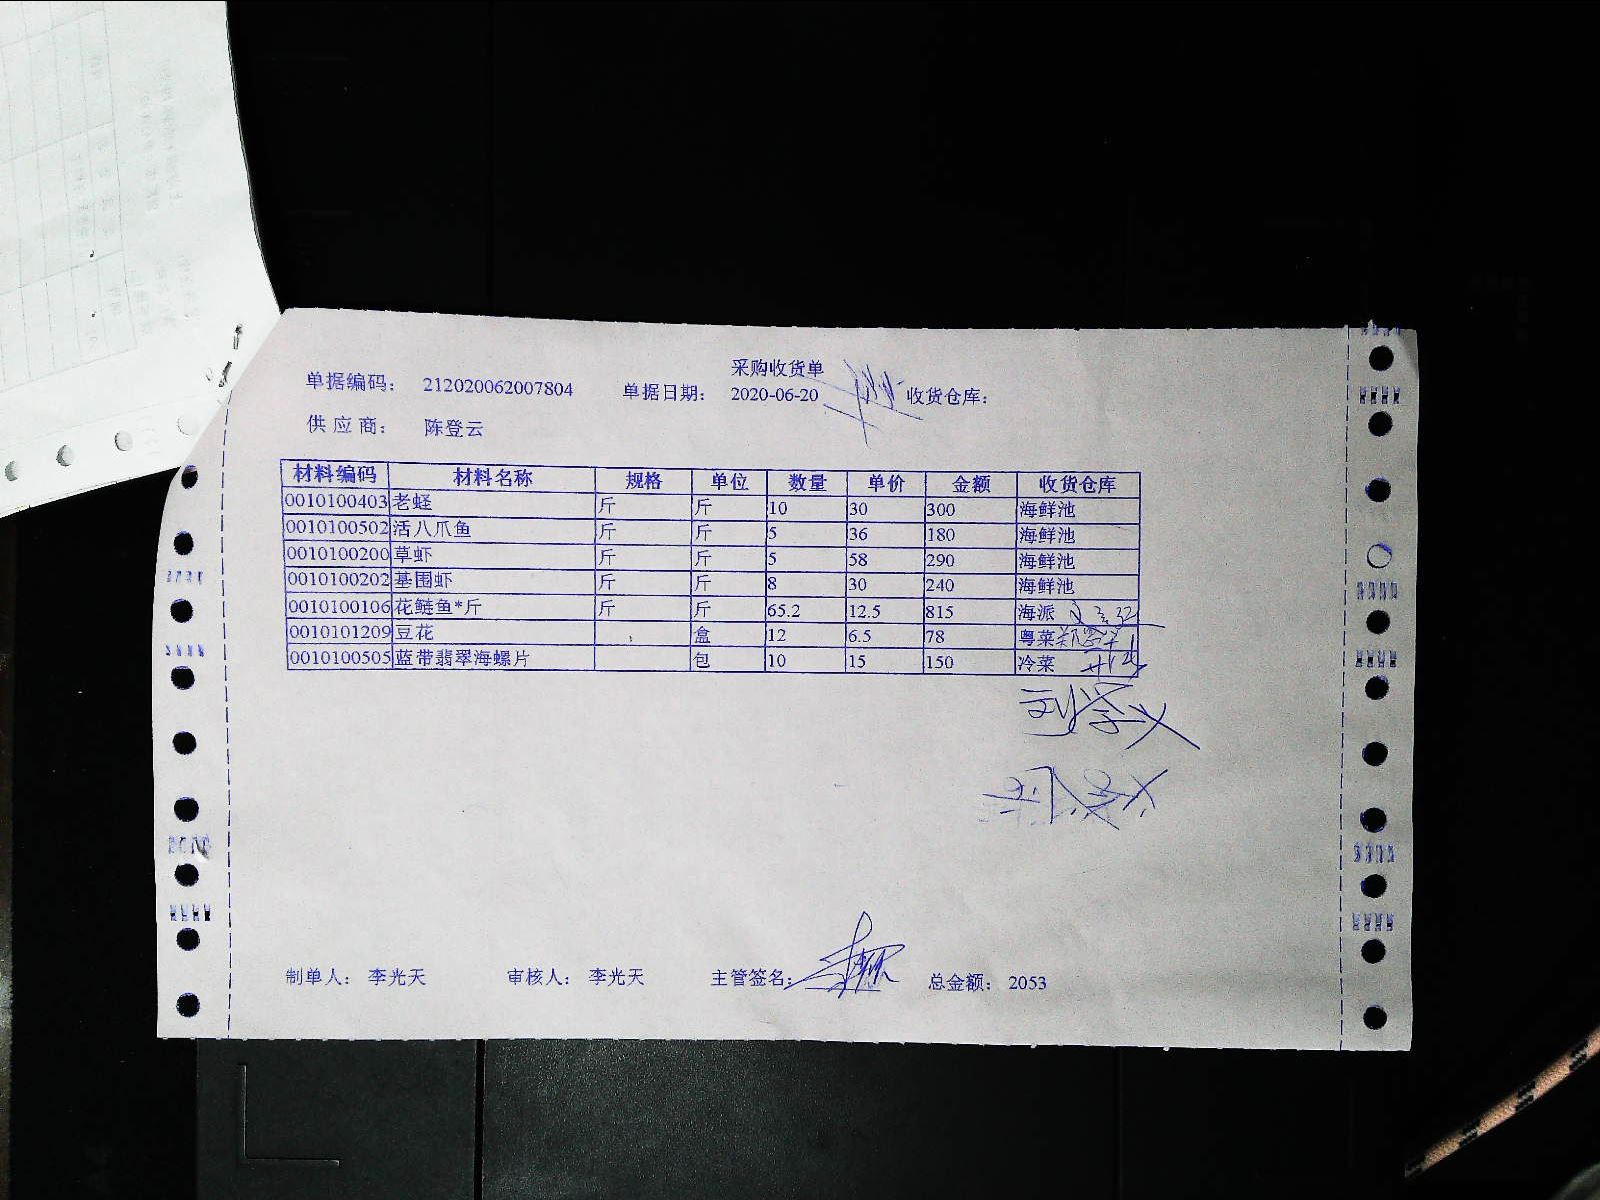 采购收货单
单据编码： 212020062007804 单据日期： 2020-06-20 收货仓库：
供应商： 陈登云
材料编码 材料名称 规格 单位 数量 单价 金额 收货仓库
0010100403 老蛏 斤 斤 10 30 300 海鲜池
0010100502 活八爪鱼 斤 斤 5 36 180 海鲜池
0010100200 草虾 斤 斤 5 58 290 海鲜池
0010100202 基围虾 斤 斤 8 30 240 海鲜池
0010100106 花鲢鱼*斤 斤 斤 65.2 12.5 815 海派
0010101209 豆花 盒 12 6.5 78 粤菜
0010100505 蓝带翡翠海螺片 包 10 15 150 冷菜
制单人： 李光天 审核人： 李光天 主管签名： 总金额： 2053